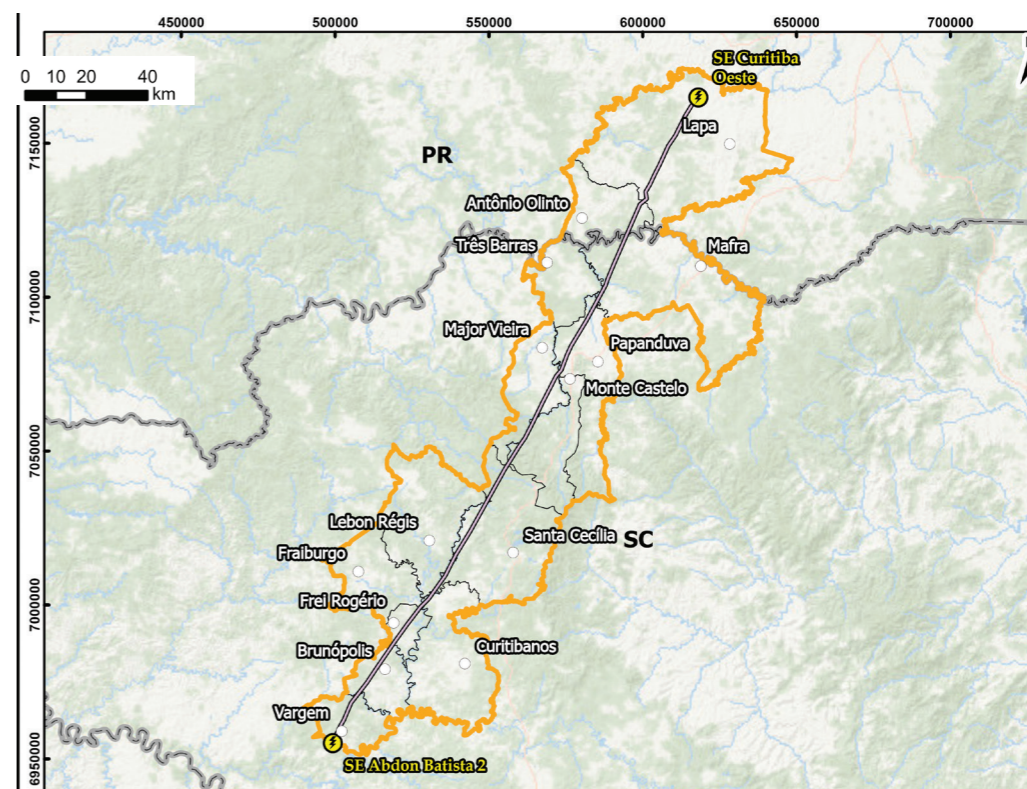 450000
500000
550000
600000
650000
700000
0 10 20 40
km
SE Curitiba
Oeste
Lapa
7150000
PR
Antônio Olinto
Três Barras
Mafra
7100000
Major Vieira
Papanduva
Monte Castelo
7050000
Lebon Régis
Santa Cecília
SC
Fraiburgo
Frei Rogério
7000000
Brunópolis
Curitibanos
Vargem
6950000
SE Abdon Batista 2